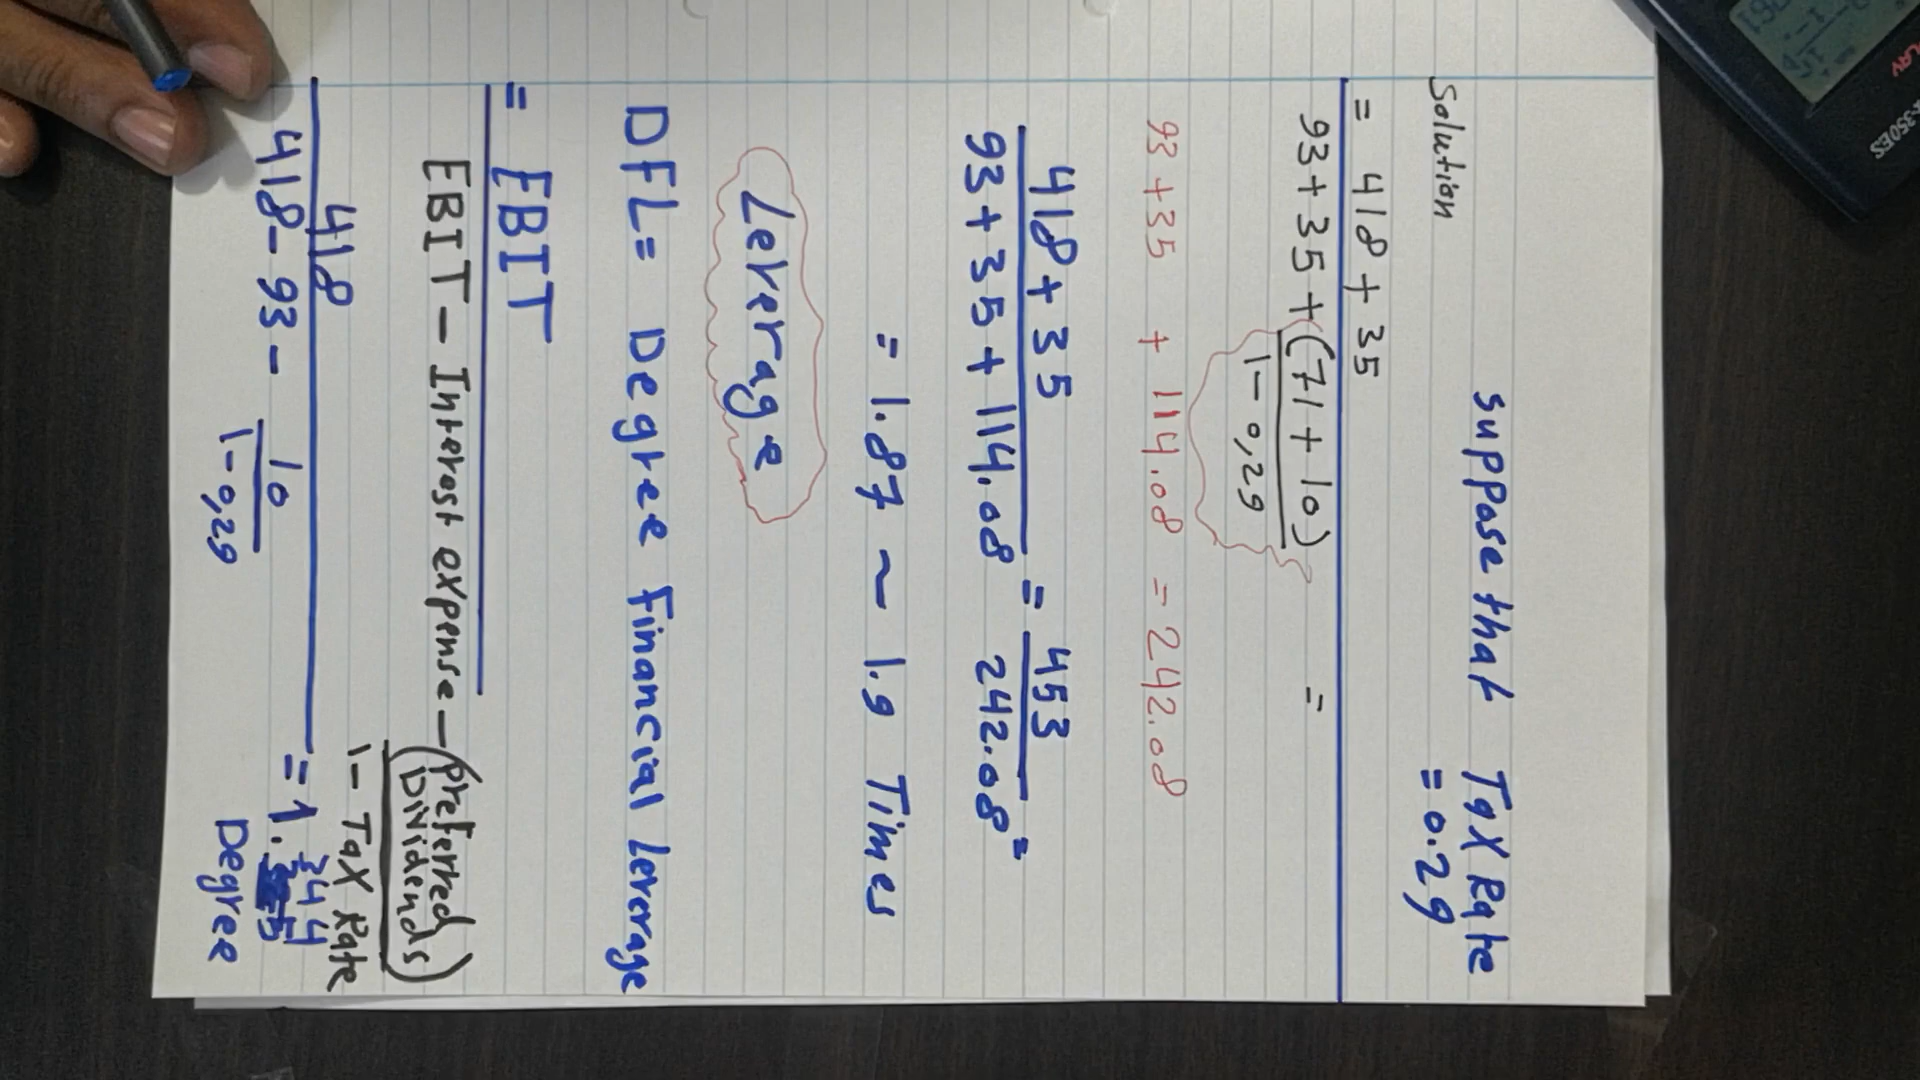 suppose that Tax Rate
= 0.29
Solution
= 418 + 35
93 + 35 + (71 + 10) =
1 - 0,29
93 + 35 + 114.08 = 242.08
418 + 35 = 453 =
93 + 35 + 114.08 242.08
= 1.87 ~ 1.9 Times
Leverage
DFL = Degree Financial leverage
= EBIT
EBIT - Interest expense - (preferred
Dividends)
1 - Tax Rate
418
418 - 93 - 10 = 1.344
1 - 0,29
Degree
350ES